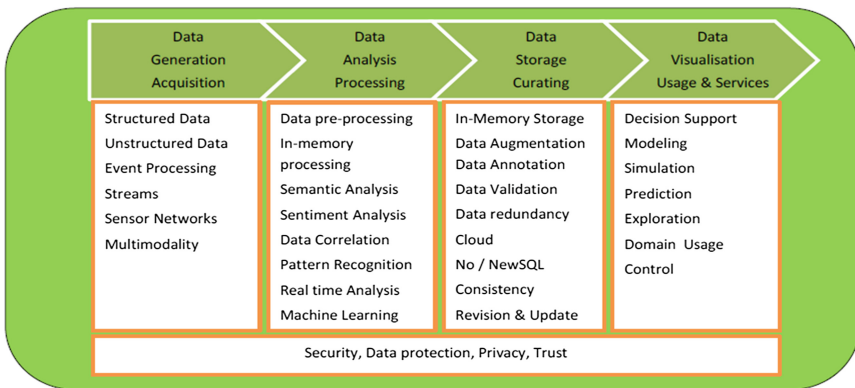 Data
Generation
Acquisition
Data
Analysis
Processing
Data
Storage
Curating
Data
Visualisation
Usage & Services
Structured Data
Unstructured Data
Event Processing
Streams
Sensor Networks
Multimodality
Data pre-processing
In-memory
processing
Semantic Analysis
Sentiment Analysis
Data Correlation
Pattern Recognition
Real time Analysis
Machine Learning
In-Memory Storage
Data Augmentation
Data Annotation
Data Validation
Data redundancy
Cloud
No / NewSQL
Consistency
Revision & Update
Decision Support
Modeling
Simulation
Prediction
Exploration
Domain Usage
Control
Security, Data protection, Privacy, Trust